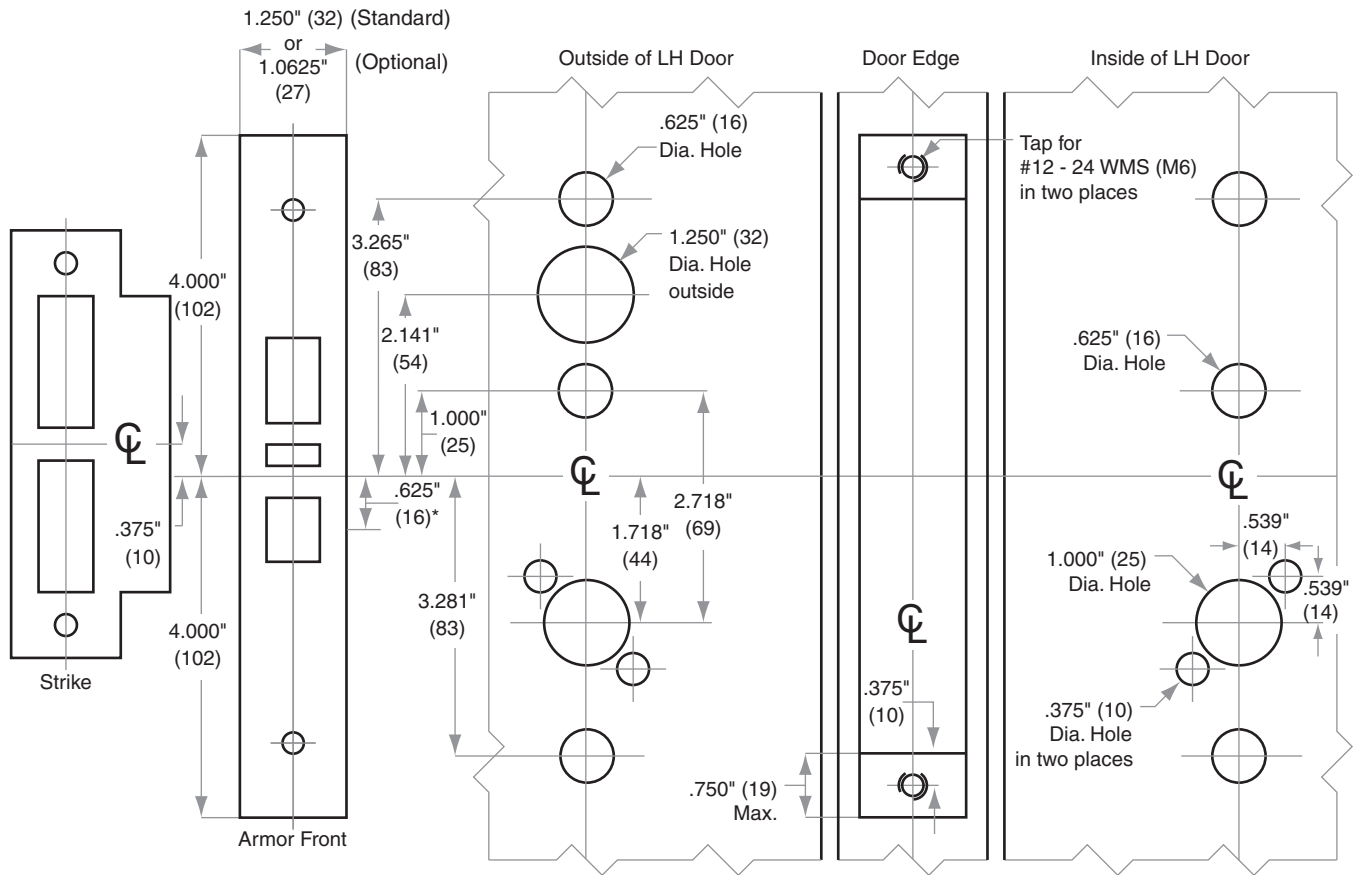 1.250" (32) (Standard)
or
1.0625" (Optional)
(27)
Outside of LH Door
Door Edge
Inside of LH Door
.625" (16)
Dia. Hole
Tap for
#12 - 24 WMS (M6)
in two places
3.265"
(83)
1.250" (32)
Dia. Hole
outside
4.000"
(102)
2.141"
(54)
.625" (16)
Dia. Hole
1.000"
(25)
℄
℄
℄
.375"
(10)
.625"
(16)*
2.718"
(69)
1.718"
(44)
.539"
(14)
1.000" (25)
Dia. Hole
.539"
(14)
3.281"
(83)
℄
4.000"
(102)
Strike
.375"
(10)
.375" (10)
Dia. Hole
in two places
.750" (19)
Max.
Armor Front